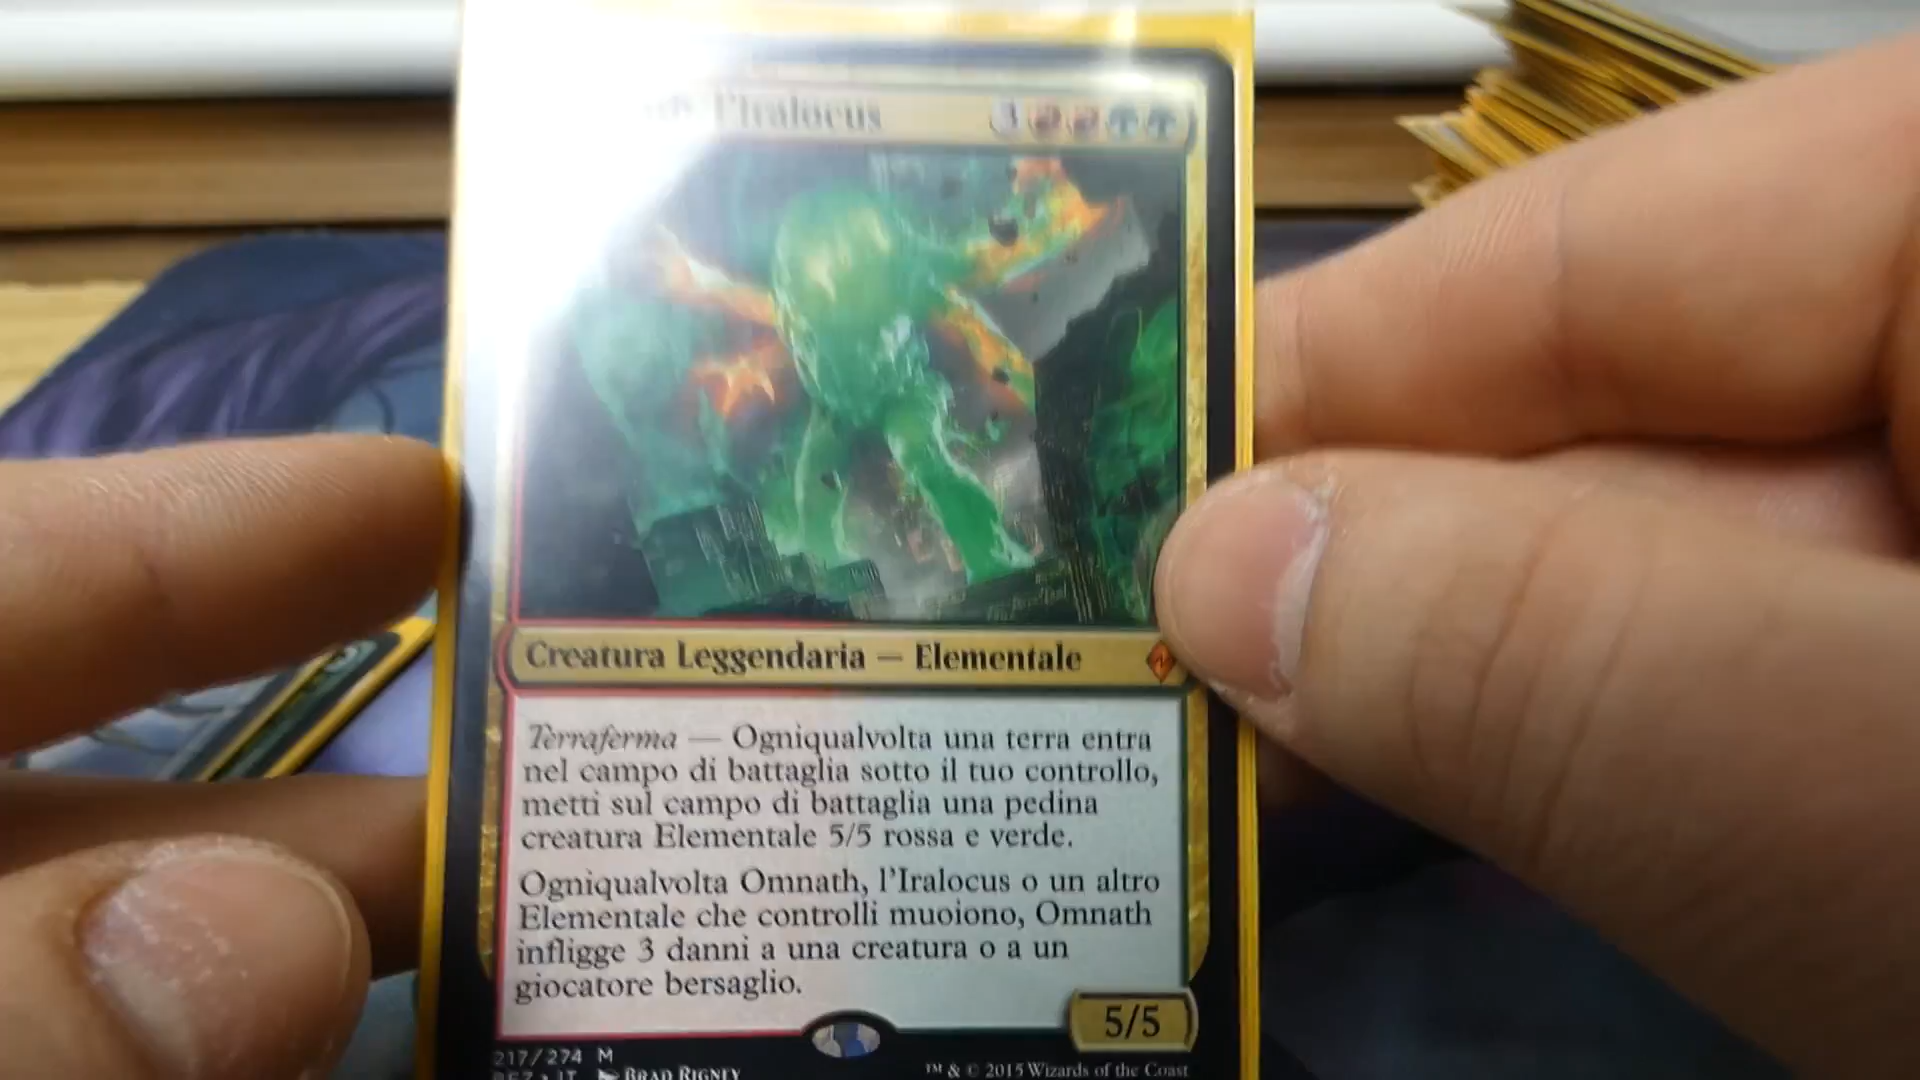 l'Iralocus 3
Creatura Leggendaria — Elementale
Terraferma — Ogniqualvolta una terra entra
nel campo di battaglia sotto il tuo controllo,
metti sul campo di battaglia una pedina
creatura Elementale 5/5 rossa e verde.
Ogniqualvolta Omnath, l'Iralocus o un altro
Elementale che controlli muoiono, Omnath
infligge 3 danni a una creatura o a un
giocatore bersaglio.
5/5
217/274 M
BFZ • IT BRAD RIGNEY
™ & © 2015 Wizards of the Coast